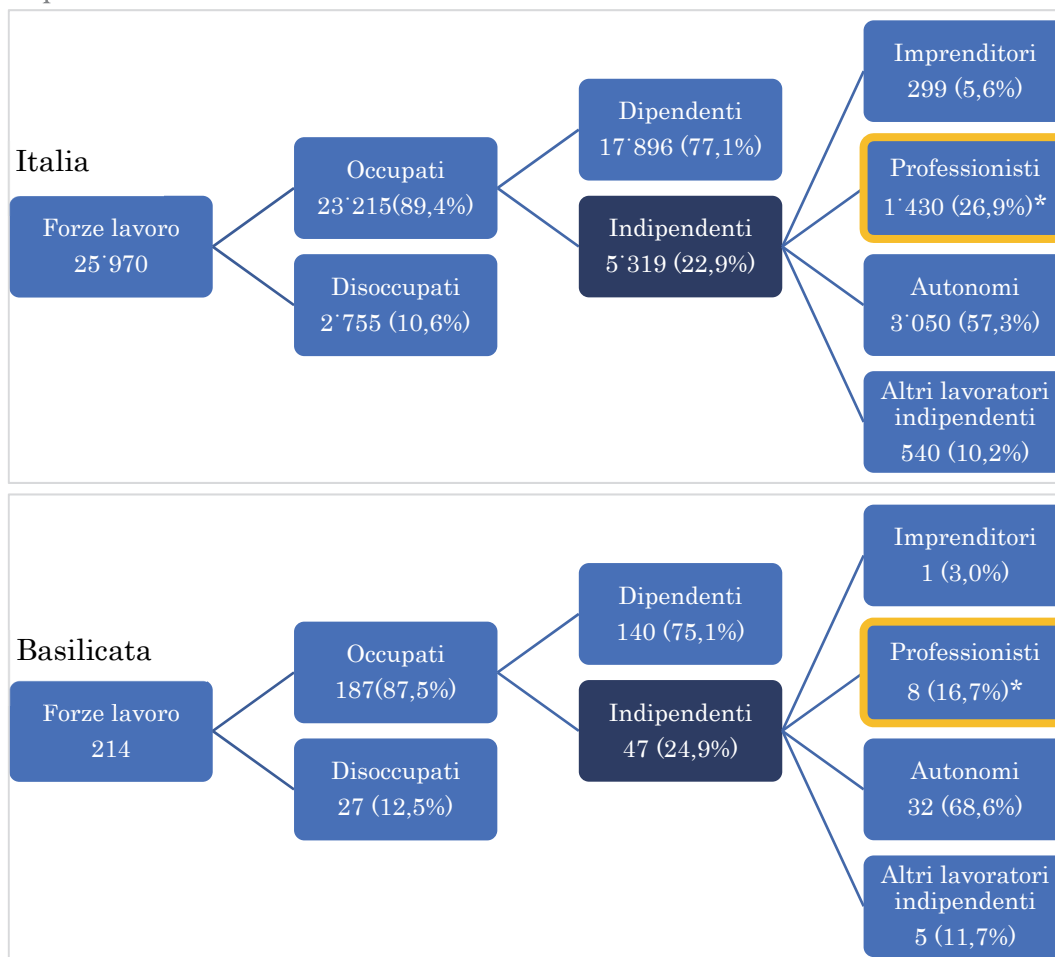 Italia
Forze lavoro
25˙970
Occupati
23˙215(89,4%)
Disoccupati
2˙755 (10,6%)
Dipendenti
17˙896 (77,1%)
Indipendenti
5˙319 (22,9%)
Imprenditori
299 (5,6%)
Professionisti
1˙430 (26,9%)*
Autonomi
3˙050 (57,3%)
Altri lavoratori
indipendenti
540 (10,2%)
Basilicata
Forze lavoro
214
Occupati
187(87,5%)
Disoccupati
27 (12,5%)
Dipendenti
140 (75,1%)
Indipendenti
47 (24,9%)
Imprenditori
1 (3,0%)
Professionisti
8 (16,7%)*
Autonomi
32 (68,6%)
Altri lavoratori
indipendenti
5 (11,7%)